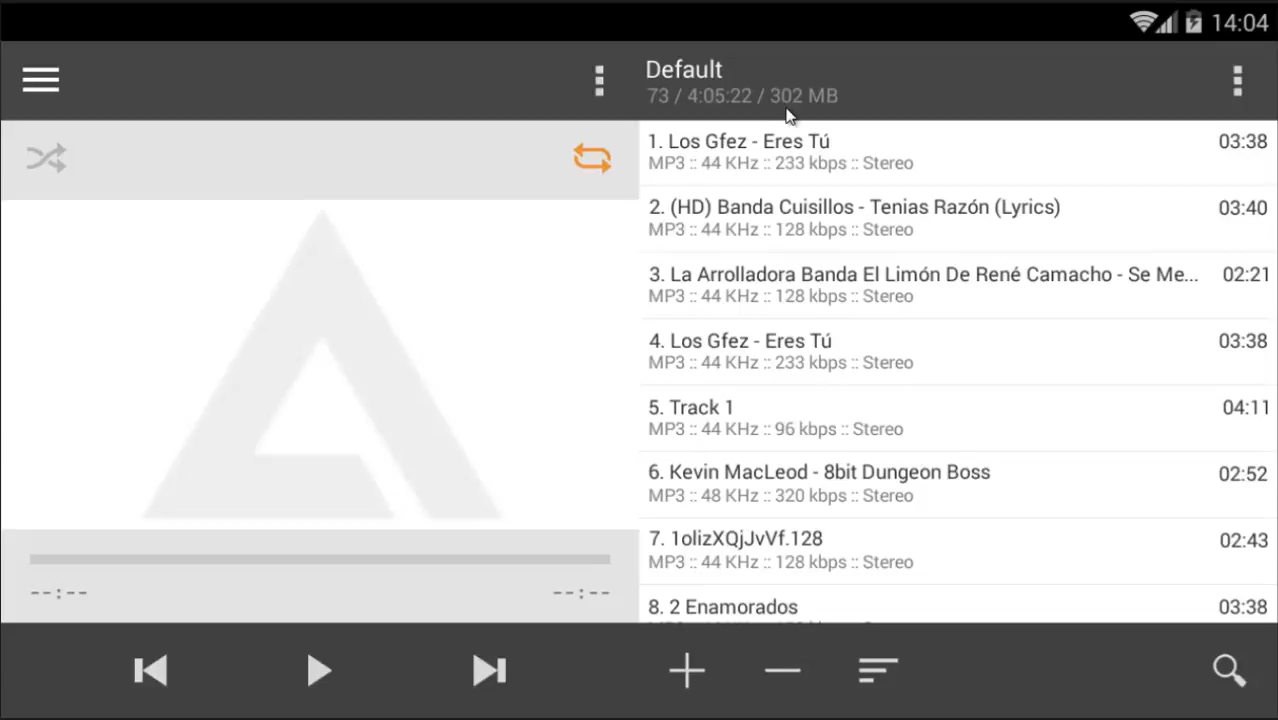 14:04
Default
73 / 4:05:22 / 302 MB
1. Los Gfez - Eres Tú
03:38
MP3 :: 44 KHz :: 233 kbps :: Stereo
2. (HD) Banda Cuisillos - Tenias Razón (Lyrics)
03:40
MP3 :: 44 KHz :: 128 kbps :: Stereo
3. La Arrolladora Banda El Limón De René Camacho - Se Me...
02:21
MP3 :: 44 KHz :: 128 kbps :: Stereo
4. Los Gfez - Eres Tú
03:38
MP3 :: 44 KHz :: 233 kbps :: Stereo
5. Track 1
04:11
MP3 :: 44 KHz :: 96 kbps :: Stereo
6. Kevin MacLeod - 8bit Dungeon Boss
02:52
MP3 :: 48 KHz :: 320 kbps :: Stereo
7. 1olizXQjJvVf.128
02:43
MP3 :: 44 KHz :: 128 kbps :: Stereo
8. 2 Enamorados
03:38
--:--
--:--